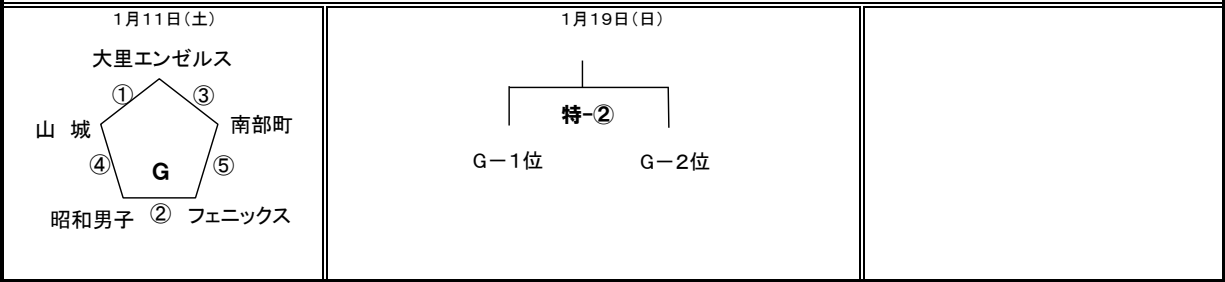 1月11日(土)
大里エンゼルス
① ③
山 城 南部町
④ G ⑤
昭和男子 ② フェニックス
1月19日(日)
特-②
G-1位 G-2位